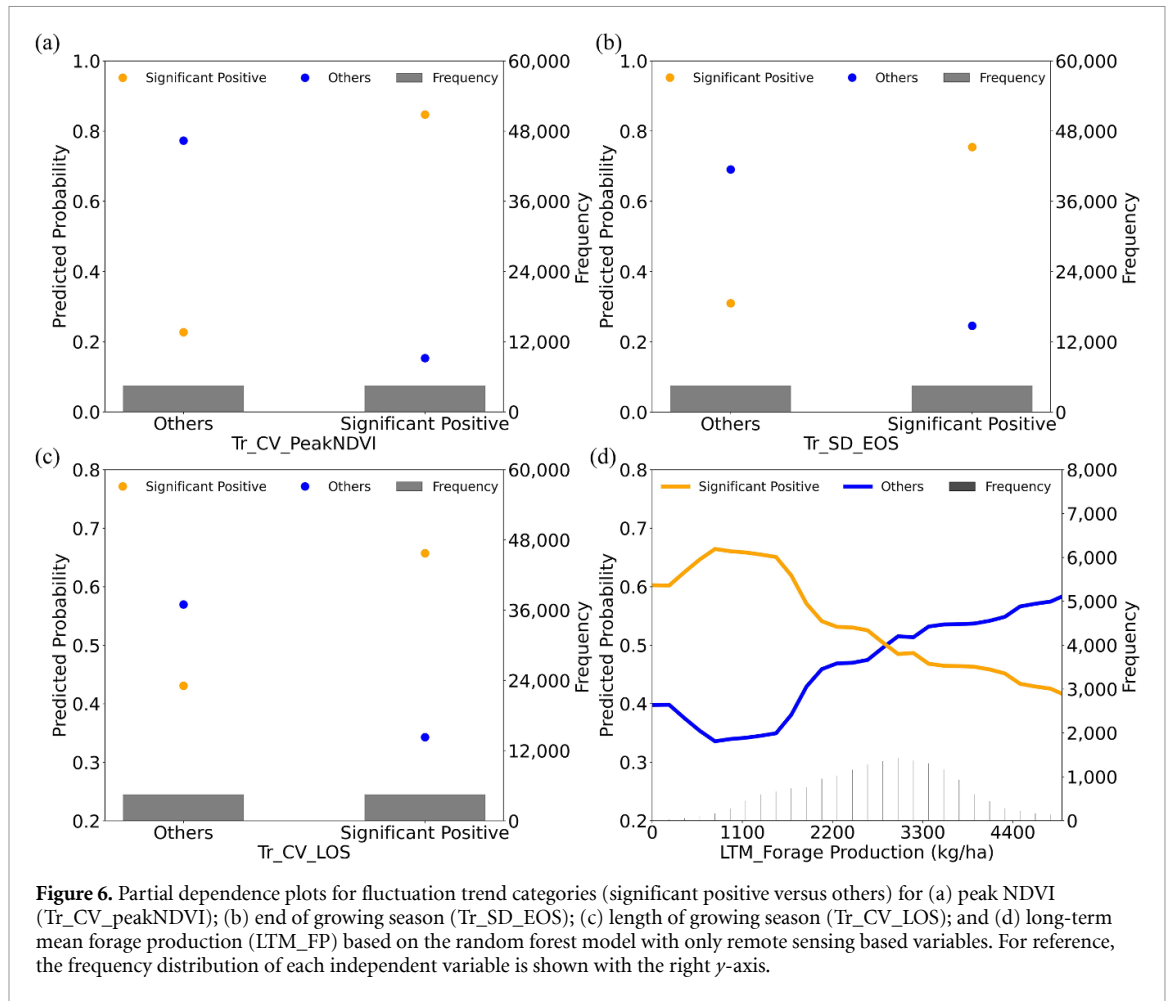 (a)
1.0
0.8
0.6
0.4
0.2
0.0
Predicted Probability
Significant Positive Others Frequency
60,000
48,000
36,000
24,000
12,000
0
Frequency
Others Significant Positive
Tr_CV_PeakNDVI
(b)
1.0
0.8
0.6
0.4
0.2
0.0
Predicted Probability
Significant Positive Others Frequency
60,000
48,000
36,000
24,000
12,000
0
Frequency
Others Significant Positive
Tr_SD_EOS
(c)
0.8
0.7
0.6
0.5
0.4
0.3
0.2
Predicted Probability
Significant Positive Others Frequency
60,000
48,000
36,000
24,000
12,000
0
Frequency
Others Significant Positive
Tr_CV_LOS
(d)
0.8
0.7
0.6
0.5
0.4
0.3
0.2
Predicted Probability
Significant Positive Others Frequency
8,000
7,000
6,000
5,000
4,000
3,000
2,000
1,000
0
Frequency
0 1100 2200 3300 4400
LTM_Forage Production (kg/ha)
Figure 6. Partial dependence plots for fluctuation trend categories (significant positive versus others) for (a) peak NDVI
(Tr_CV_peakNDVI); (b) end of growing season (Tr_SD_EOS); (c) length of growing season (Tr_CV_LOS); and (d) long-term
mean forage production (LTM_FP) based on the random forest model with only remote sensing based variables. For reference,
the frequency distribution of each independent variable is shown with the right y-axis.